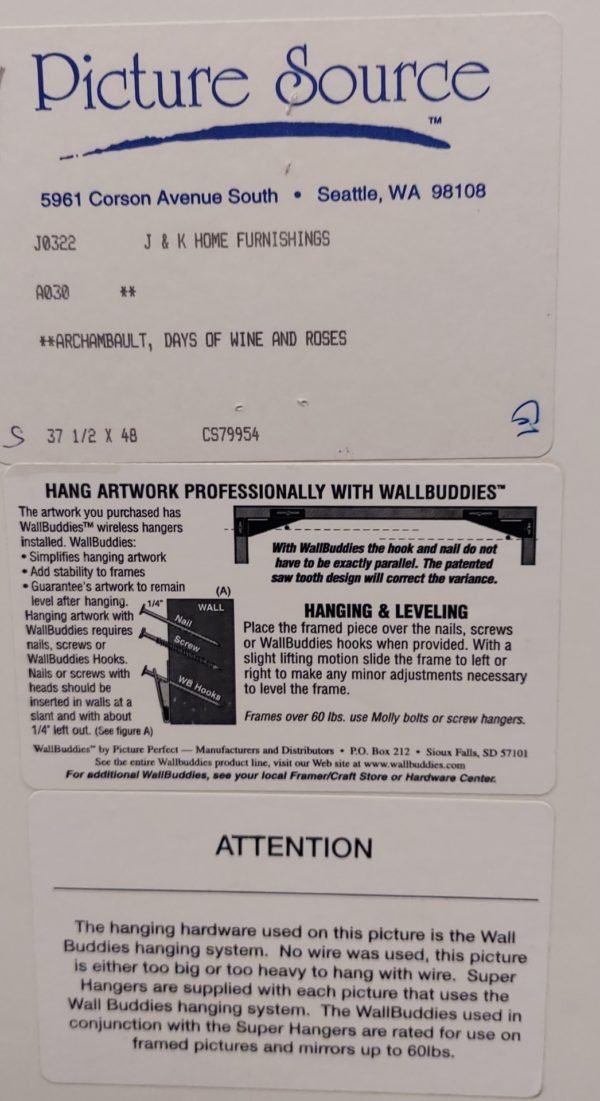 Picture Source™
5961 Corson Avenue South • Seattle, WA 98108
J0322 J & K HOME FURNISHINGS
A030 **
**ARCHAMBAULT, DAYS OF WINE AND ROSES
S 37 1/2 X 48 CS79954
HANG ARTWORK PROFESSIONALLY WITH WALLBUDDIES™
The artwork you purchased has
WallBuddies™ wireless hangers
installed. WallBuddies:
• Simplifies hanging artwork
• Add stability to frames
• Guarantee's artwork to remain
level after hanging.
Hanging artwork with
WallBuddies requires
nails, screws or
WallBuddies Hooks.
Nails or screws with
heads should be
inserted in walls at a
slant and with about
1/4" left out. (See figure A)
(A)
1/4"
WALL
Nail
Screw
WB Hooks
With WallBuddies the hook and nail do not
have to be exactly parallel. The patented
saw tooth design will correct the variance.
HANGING & LEVELING
Place the framed piece over the nails, screws
or WallBuddies hooks when provided. With a
slight lifting motion slide the frame to left or
right to make any minor adjustments necessary
to level the frame.
Frames over 60 lbs. use Molly bolts or screw hangers.
WallBuddies™ by Picture Perfect — Manufacturers and Distributors • P.O. Box 212 • Sioux Falls, SD 57101
See the entire Wallbuddies product line, visit our Web site at www.wallbuddies.com
For additional WallBuddies, see your local Framer/Craft Store or Hardware Center.
ATTENTION
The hanging hardware used on this picture is the Wall
Buddies hanging system. No wire was used, this picture
is either too big or too heavy to hang with wire. Super
Hangers are supplied with each picture that uses the
Wall Buddies hanging system. The WallBuddies used in
conjunction with the Super Hangers are rated for use on
framed pictures and mirrors up to 60lbs.